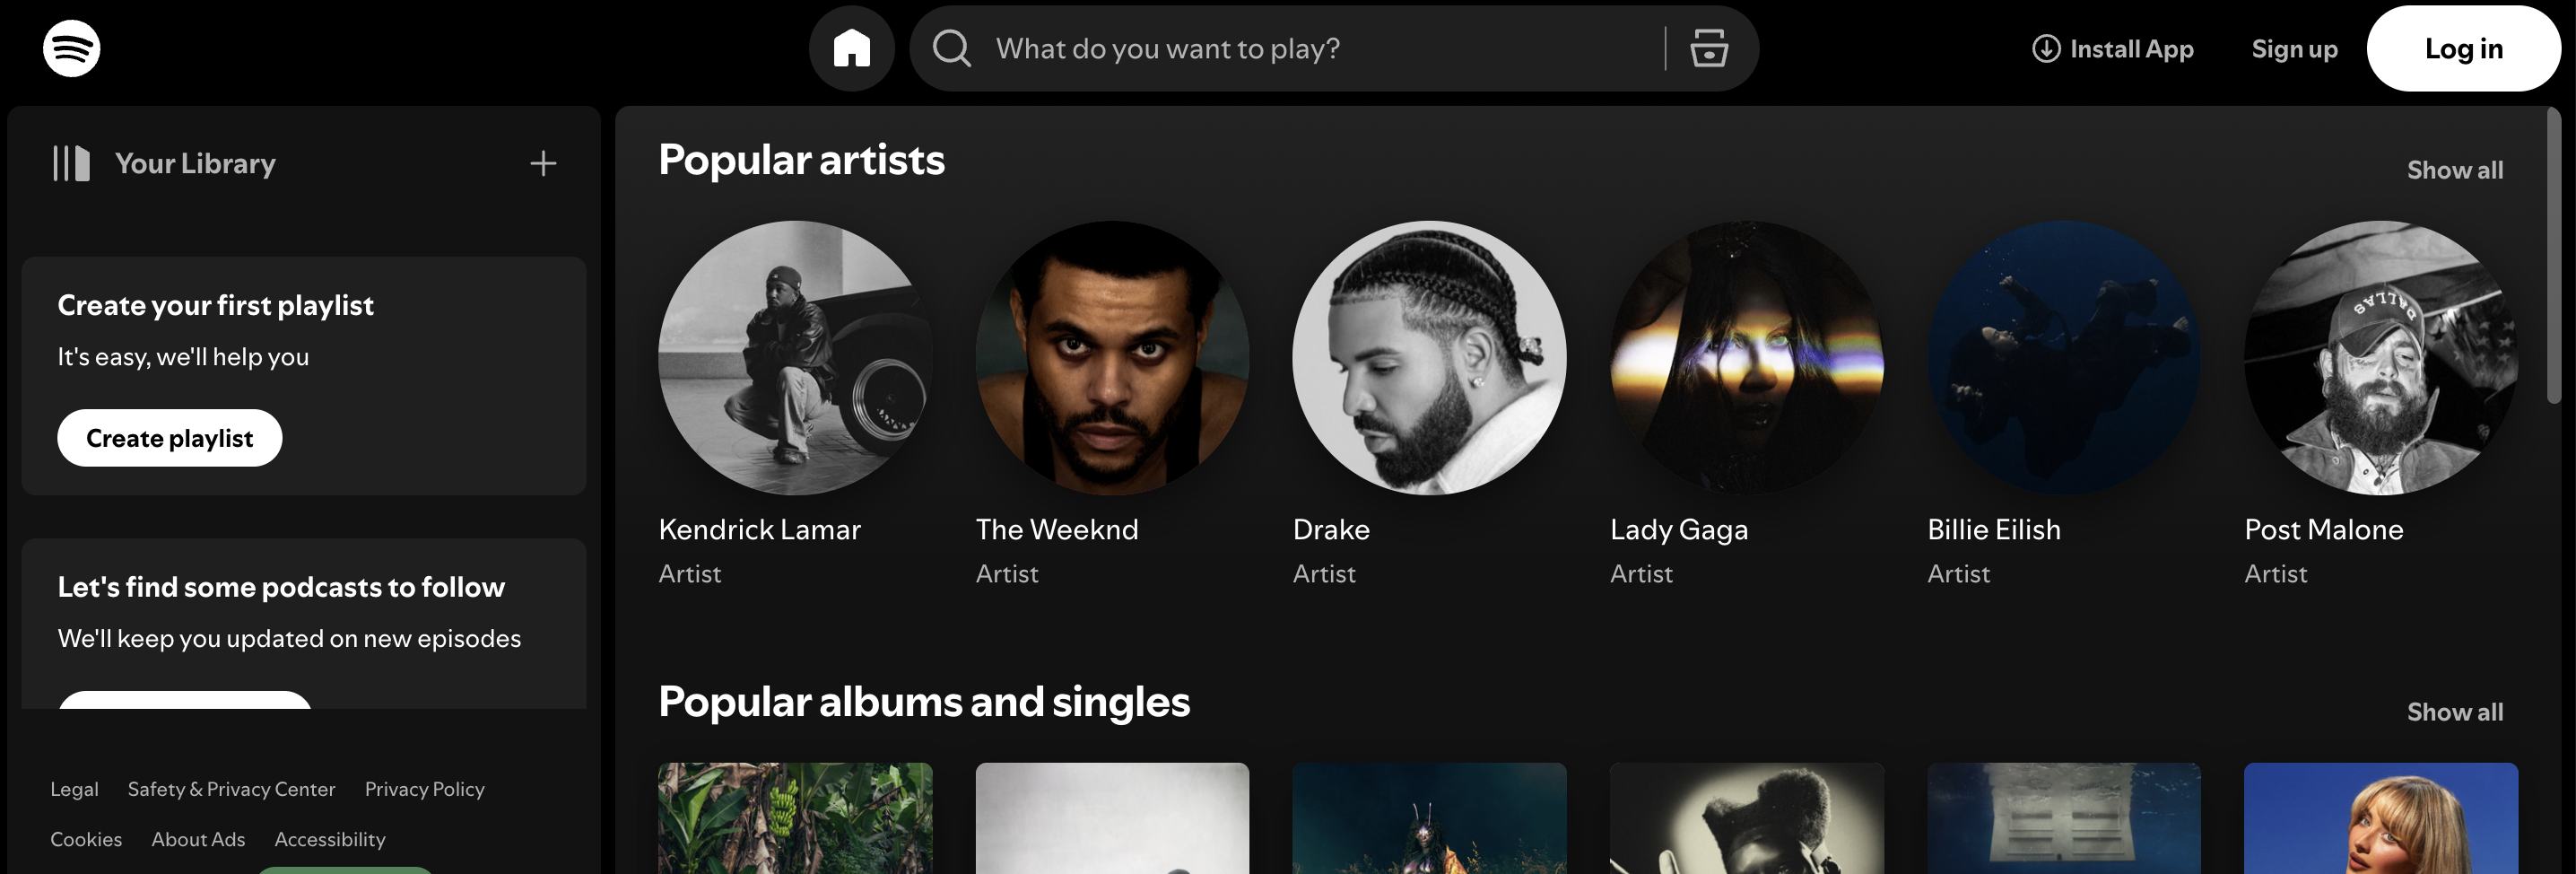 What do you want to play?
Install App
Sign up
Log in
Your Library
Create your first playlist
It's easy, we'll help you
Create playlist
Let's find some podcasts to follow
We'll keep you updated on new episodes
Legal Safety & Privacy Center Privacy Policy
Cookies About Ads Accessibility
Popular artists
Show all
DALLAS
Kendrick Lamar
Artist
The Weeknd
Artist
Drake
Artist
Lady Gaga
Artist
Billie Eilish
Artist
Post Malone
Artist
Popular albums and singles
Show all